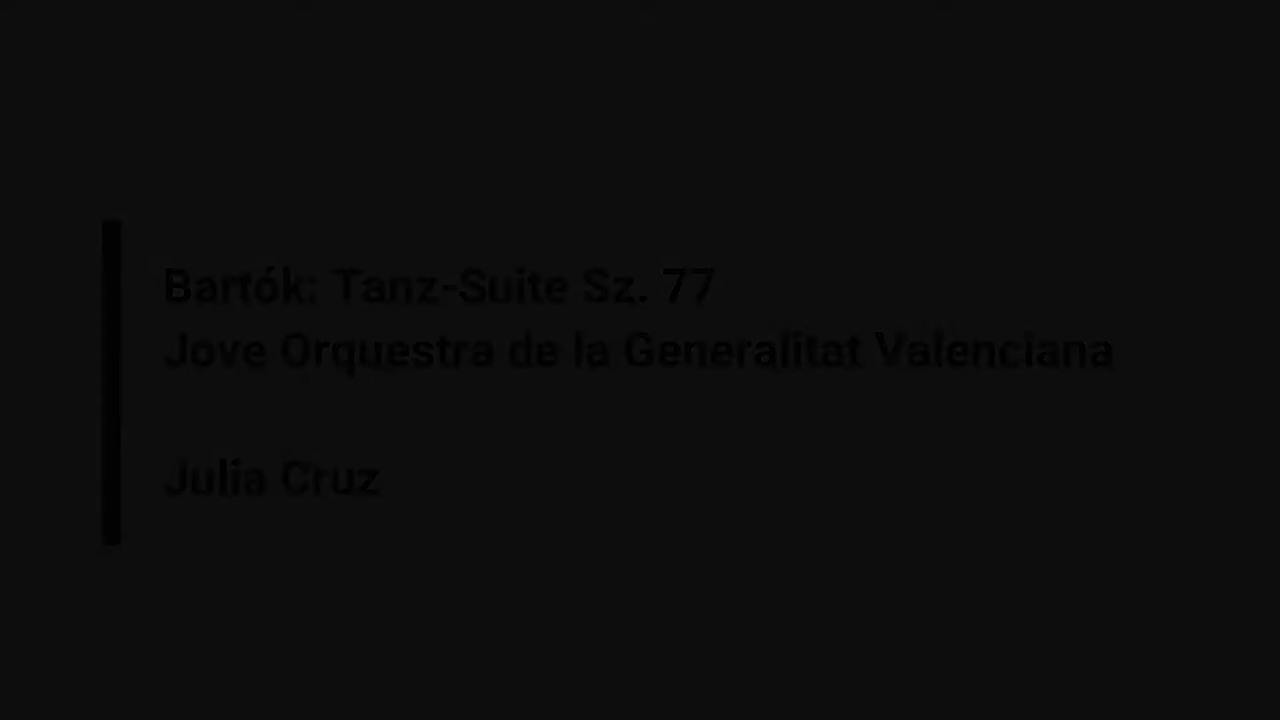 Bartók: Tanz-Suite Sz. 77
Jove Orquestra de la Generalitat Valenciana
Julia Cruz